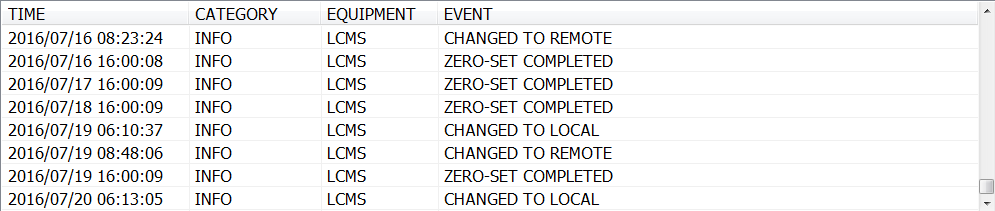 TIME CATEGORY EQUIPMENT EVENT
2016/07/16 08:23:24 INFO LCMS CHANGED TO REMOTE
2016/07/16 16:00:08 INFO LCMS ZERO-SET COMPLETED
2016/07/17 16:00:09 INFO LCMS ZERO-SET COMPLETED
2016/07/18 16:00:09 INFO LCMS ZERO-SET COMPLETED
2016/07/19 06:10:37 INFO LCMS CHANGED TO LOCAL
2016/07/19 08:48:06 INFO LCMS CHANGED TO REMOTE
2016/07/19 16:00:09 INFO LCMS ZERO-SET COMPLETED
2016/07/20 06:13:05 INFO LCMS CHANGED TO LOCAL